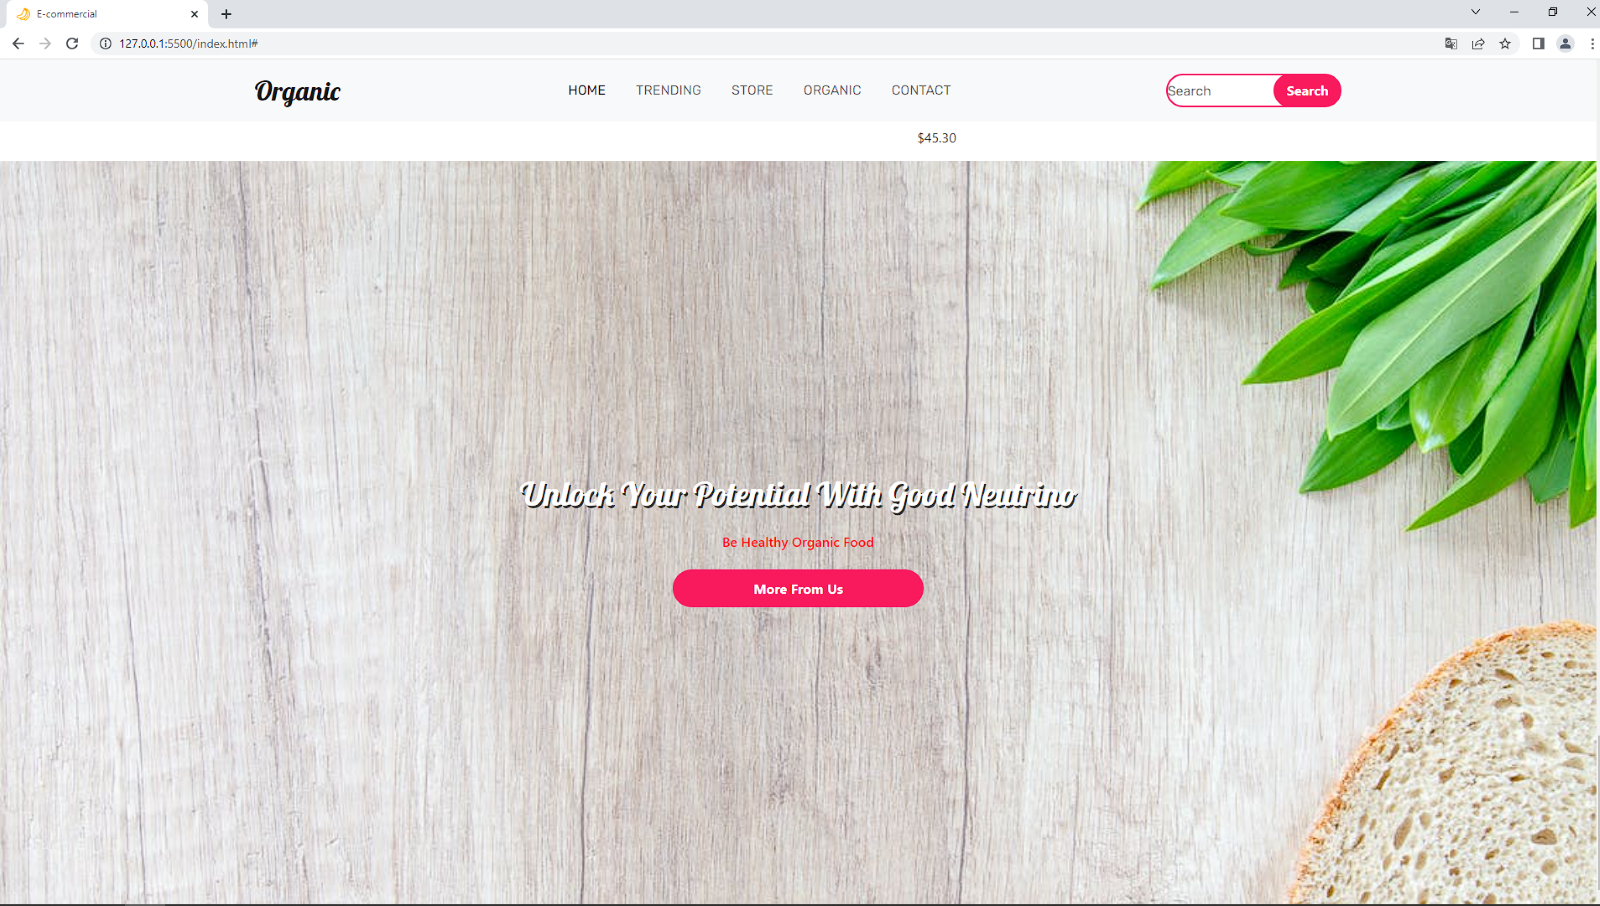 E-commercial
127.0.0.1:5500/index.html#
Organic HOME TRENDING STORE ORGANIC CONTACT Search Search
$45.30
Unlock Your Potential With Good Neutrino
Be Healthy Organic Food
More From Us